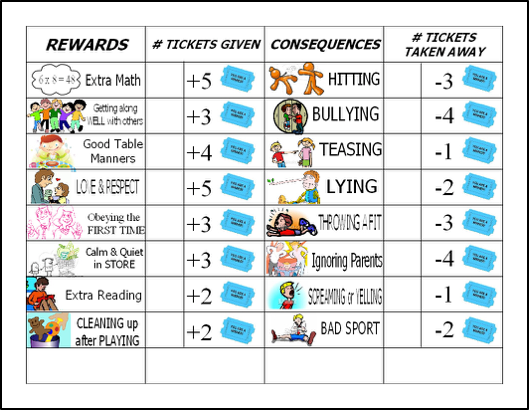 REWARDS # TICKETS GIVEN CONSEQUENCES # TICKETS
TAKEN AWAY
6 x 8 = 48 Extra Math +5 HITTING -3
Getting along
WELL with others +3 BULLYING -4
Good Table
Manners +4 TEASING -1
LOVE & RESPECT +5 LYING -2
Obeying the
FIRST TIME +3 THROWING A FIT -3
Calm & Quiet
in STORE +3 Ignoring Parents -4
Extra Reading +2 SCREAMING or YELLING -1
CLEANING up
after PLAYING +2 BAD SPORT -2